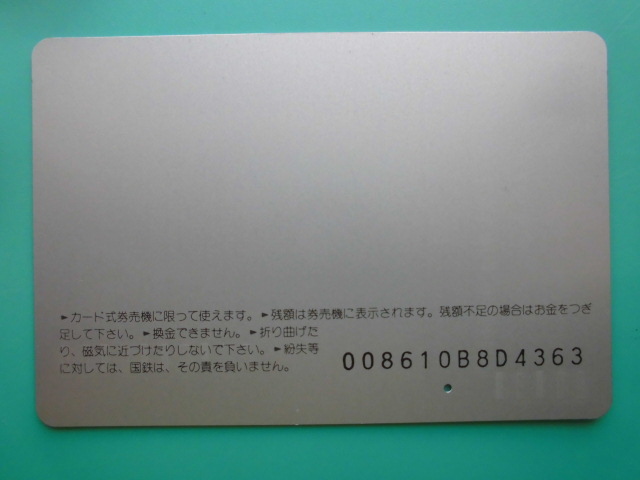 ►カード式券売機に限って使えます。►残額は券売機に表示されます。残額不足の場合はお金をつぎ
足して下さい。►換金できません。►折り曲げた
り、磁気に近づけたりしないで下さい。►紛失等
に対しては、国鉄は、その責を負いません。
008610B8D4363